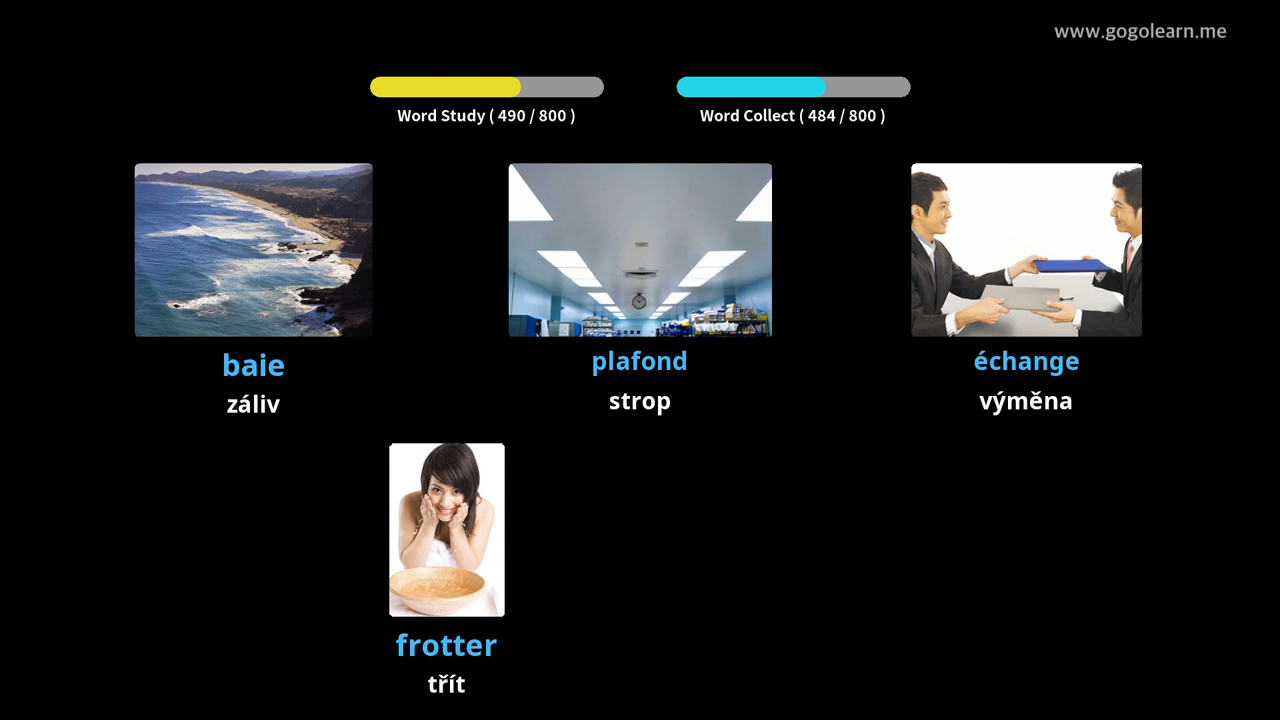 www.gogolearn.me
Word Study ( 490 / 800 )
Word Collect ( 484 / 800 )
baie
záliv
plafond
strop
échange
výměna
frotter
třít